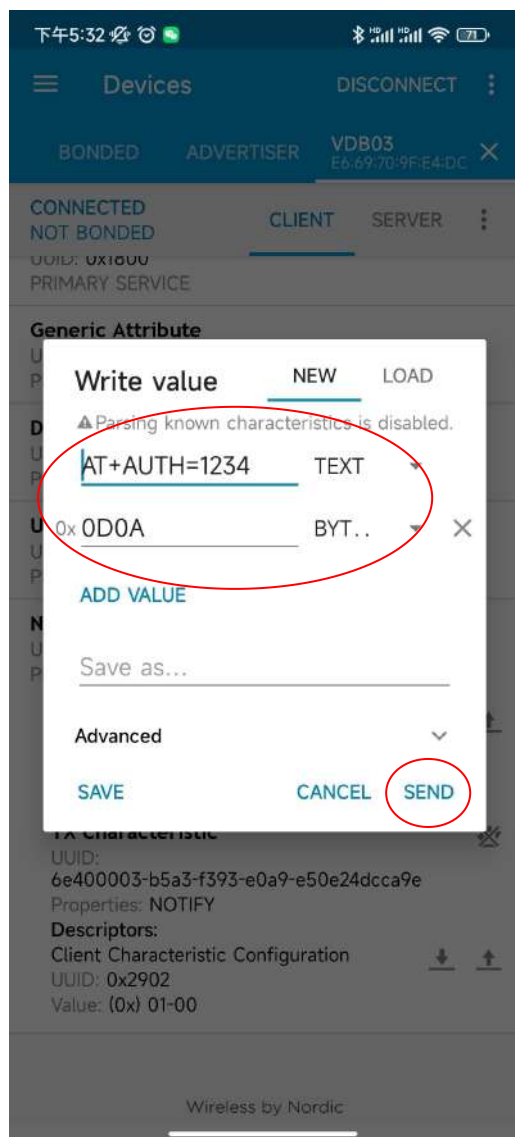 下午5:32 71
Devices DISCONNECT
BONDED ADVERTISER VDB03
E6:69:70:9F:E4:DC
CONNECTED
NOT BONDED CLIENT SERVER
UUID: 0x1800
PRIMARY SERVICE
Generic Attribute
U
P
Write value NEW LOAD
Parsing known characteristics is disabled.
D
U
P
AT+AUTH=1234 TEXT
U
0x 0D0A BYT..
U
P
ADD VALUE
N
U
P
Save as...
Advanced
SAVE CANCEL SEND
TX Characteristic
UUID:
6e400003-b5a3-f393-e0a9-e50e24dcca9e
Properties: NOTIFY
Descriptors:
Client Characteristic Configuration
UUID: 0x2902
Value: (0x) 01-00
Wireless by Nordic